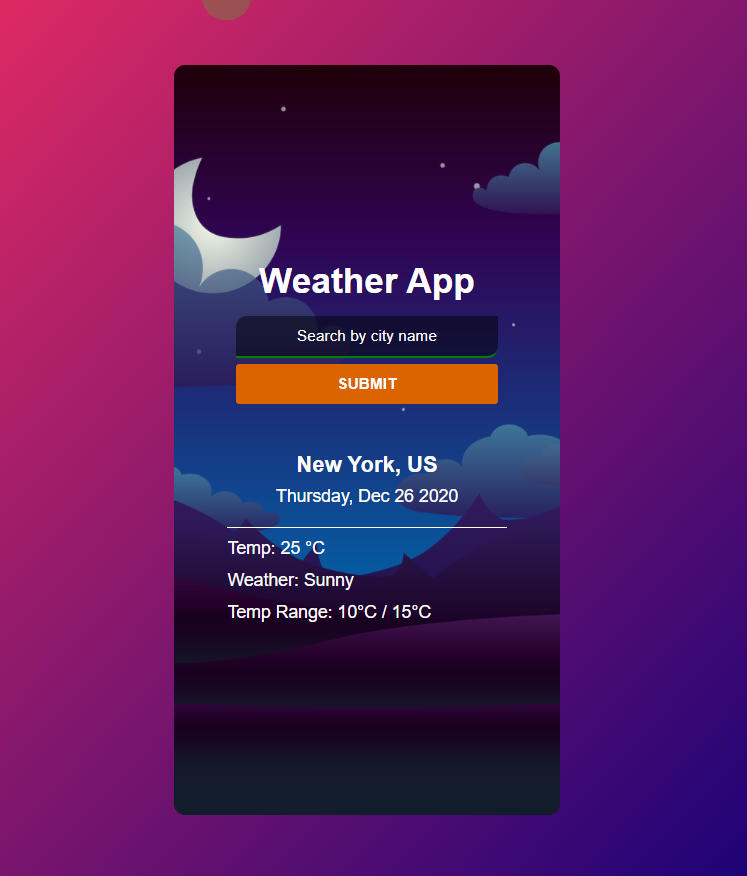 Weather App
Search by city name
SUBMIT
New York, US
Thursday, Dec 26 2020
Temp: 25 °C
Weather: Sunny
Temp Range: 10°C / 15°C